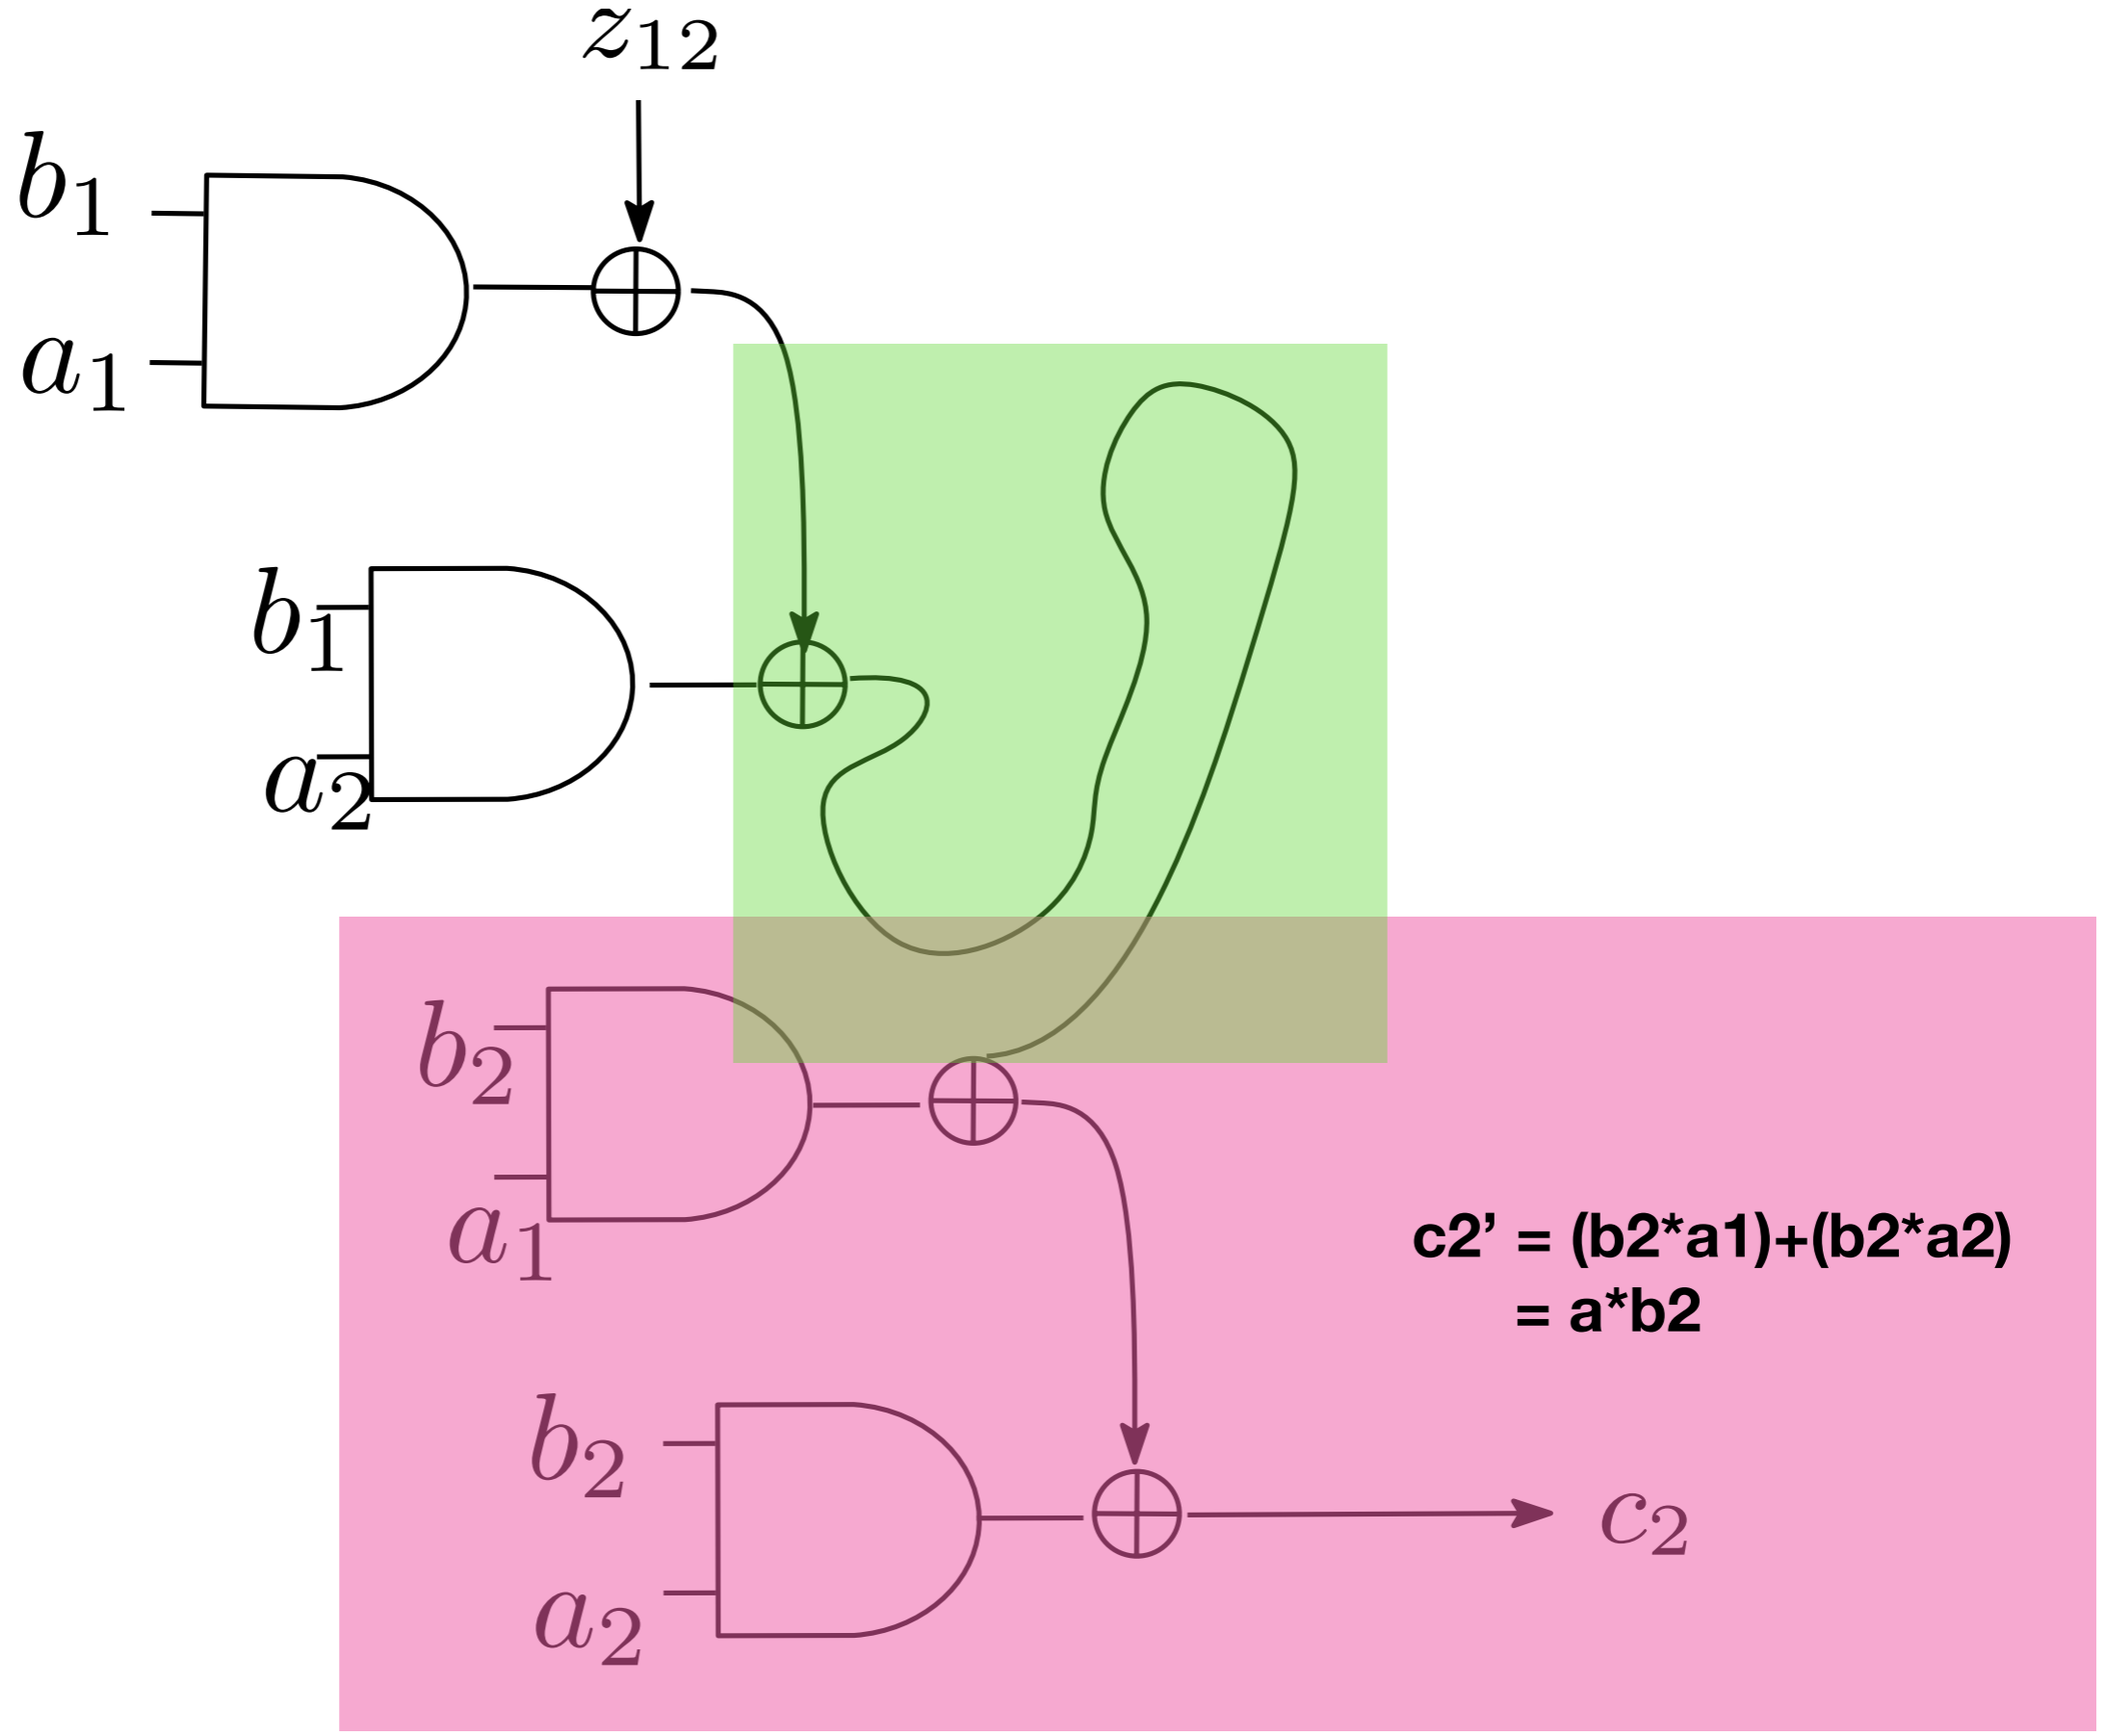 z12
b1
a1
b1
a2
b2
a1
c2’ = (b2*a1)+(b2*a2)
= a*b2
b2
c2
a2